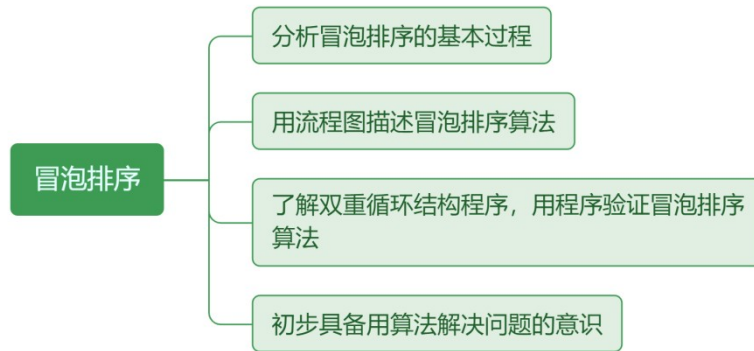 冒泡排序
分析冒泡排序的基本过程
用流程图描述冒泡排序算法
了解双重循环结构程序，用程序验证冒泡排序
算法
初步具备用算法解决问题的意识